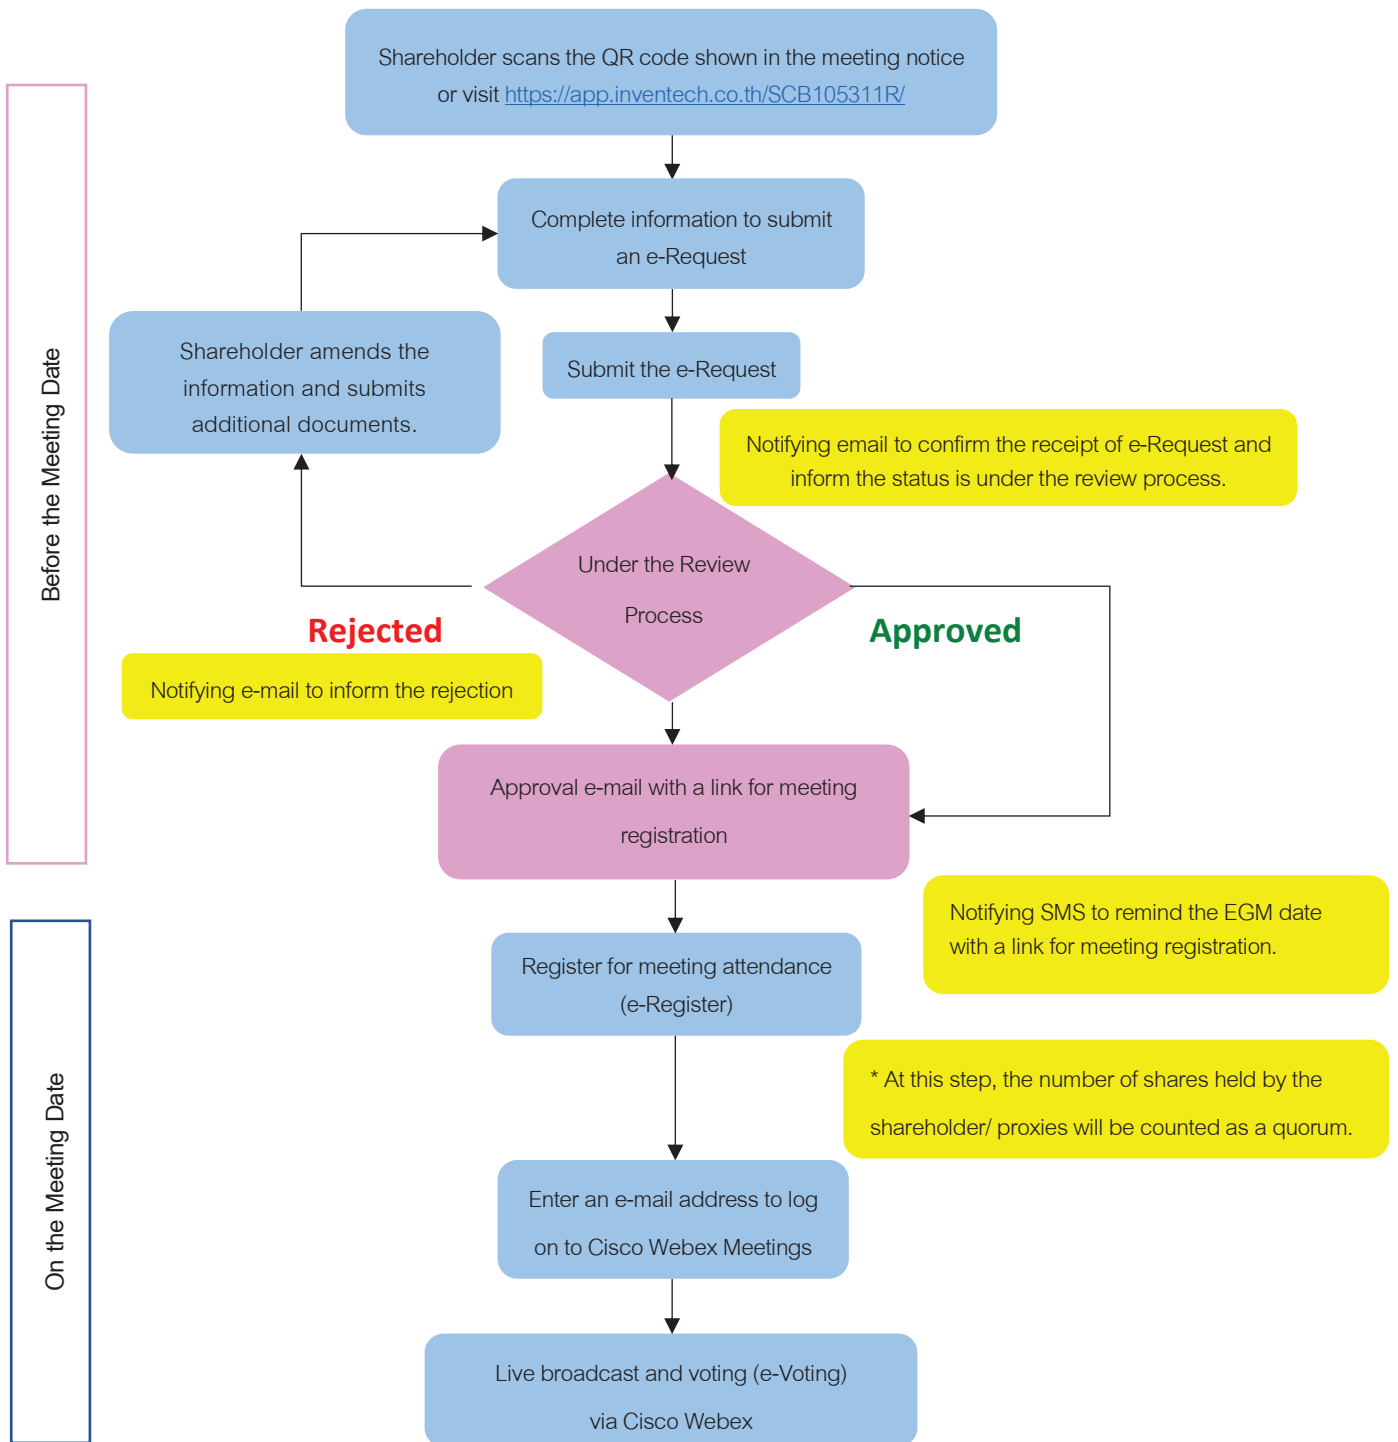 Shareholder scans the QR code shown in the meeting notice
or visit https://app.inventech.co.th/SCB105311R/
Before the Meeting Date
Complete information to submit
an e-Request
Shareholder amends the
information and submits
additional documents.
Submit the e-Request
Notifying email to confirm the receipt of e-Request and
inform the status is under the review process.
Under the Review
Process
Rejected
Approved
Notifying e-mail to inform the rejection
Approval e-mail with a link for meeting
registration
Notifying SMS to remind the EGM date
with a link for meeting registration.
On the Meeting Date
Register for meeting attendance
(e-Register)
* At this step, the number of shares held by the
shareholder/ proxies will be counted as a quorum.
Enter an e-mail address to log
on to Cisco Webex Meetings
Live broadcast and voting (e-Voting)
via Cisco Webex